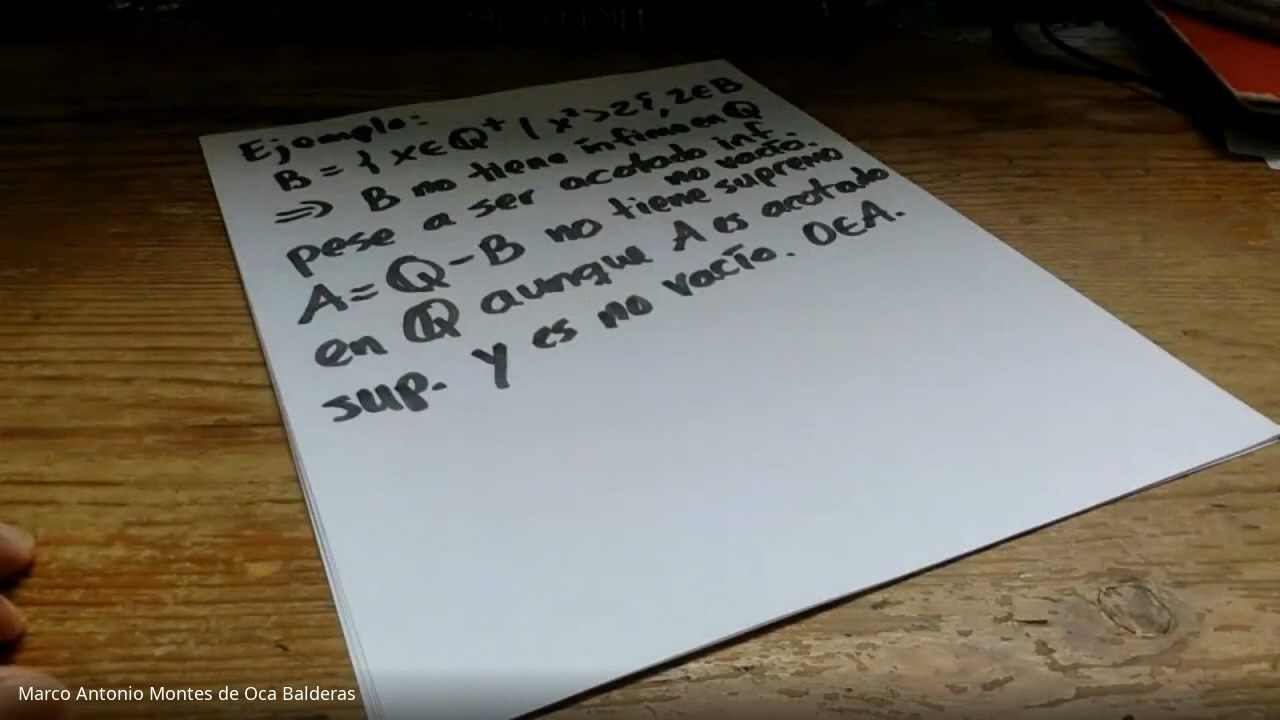 Ejemplo:
B = { x ∈ ℚ⁺ | x² > 2 }, 2 ∈ B
⇒ B no tiene ínfimo en ℚ
pese a ser acotado inf.
no vacío.
A = ℚ - B no tiene supremo
en ℚ aunque A es acotado
sup. Y es no vacío. 0 ∈ A.
Marco Antonio Montes de Oca Balderas